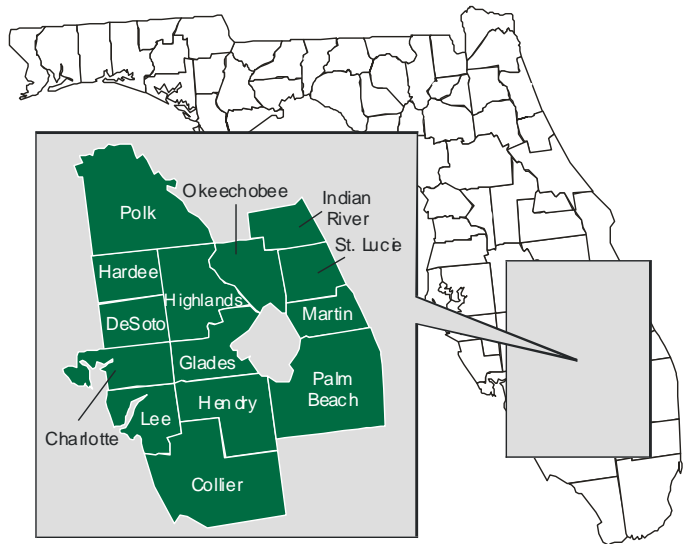 Okeechobee
Indian
River
Polk
St. Lucie
Hardee
Highlands
Martin
DeSoto
Glades
Palm
Beach
Hendry
Lee
Charlotte
Collier